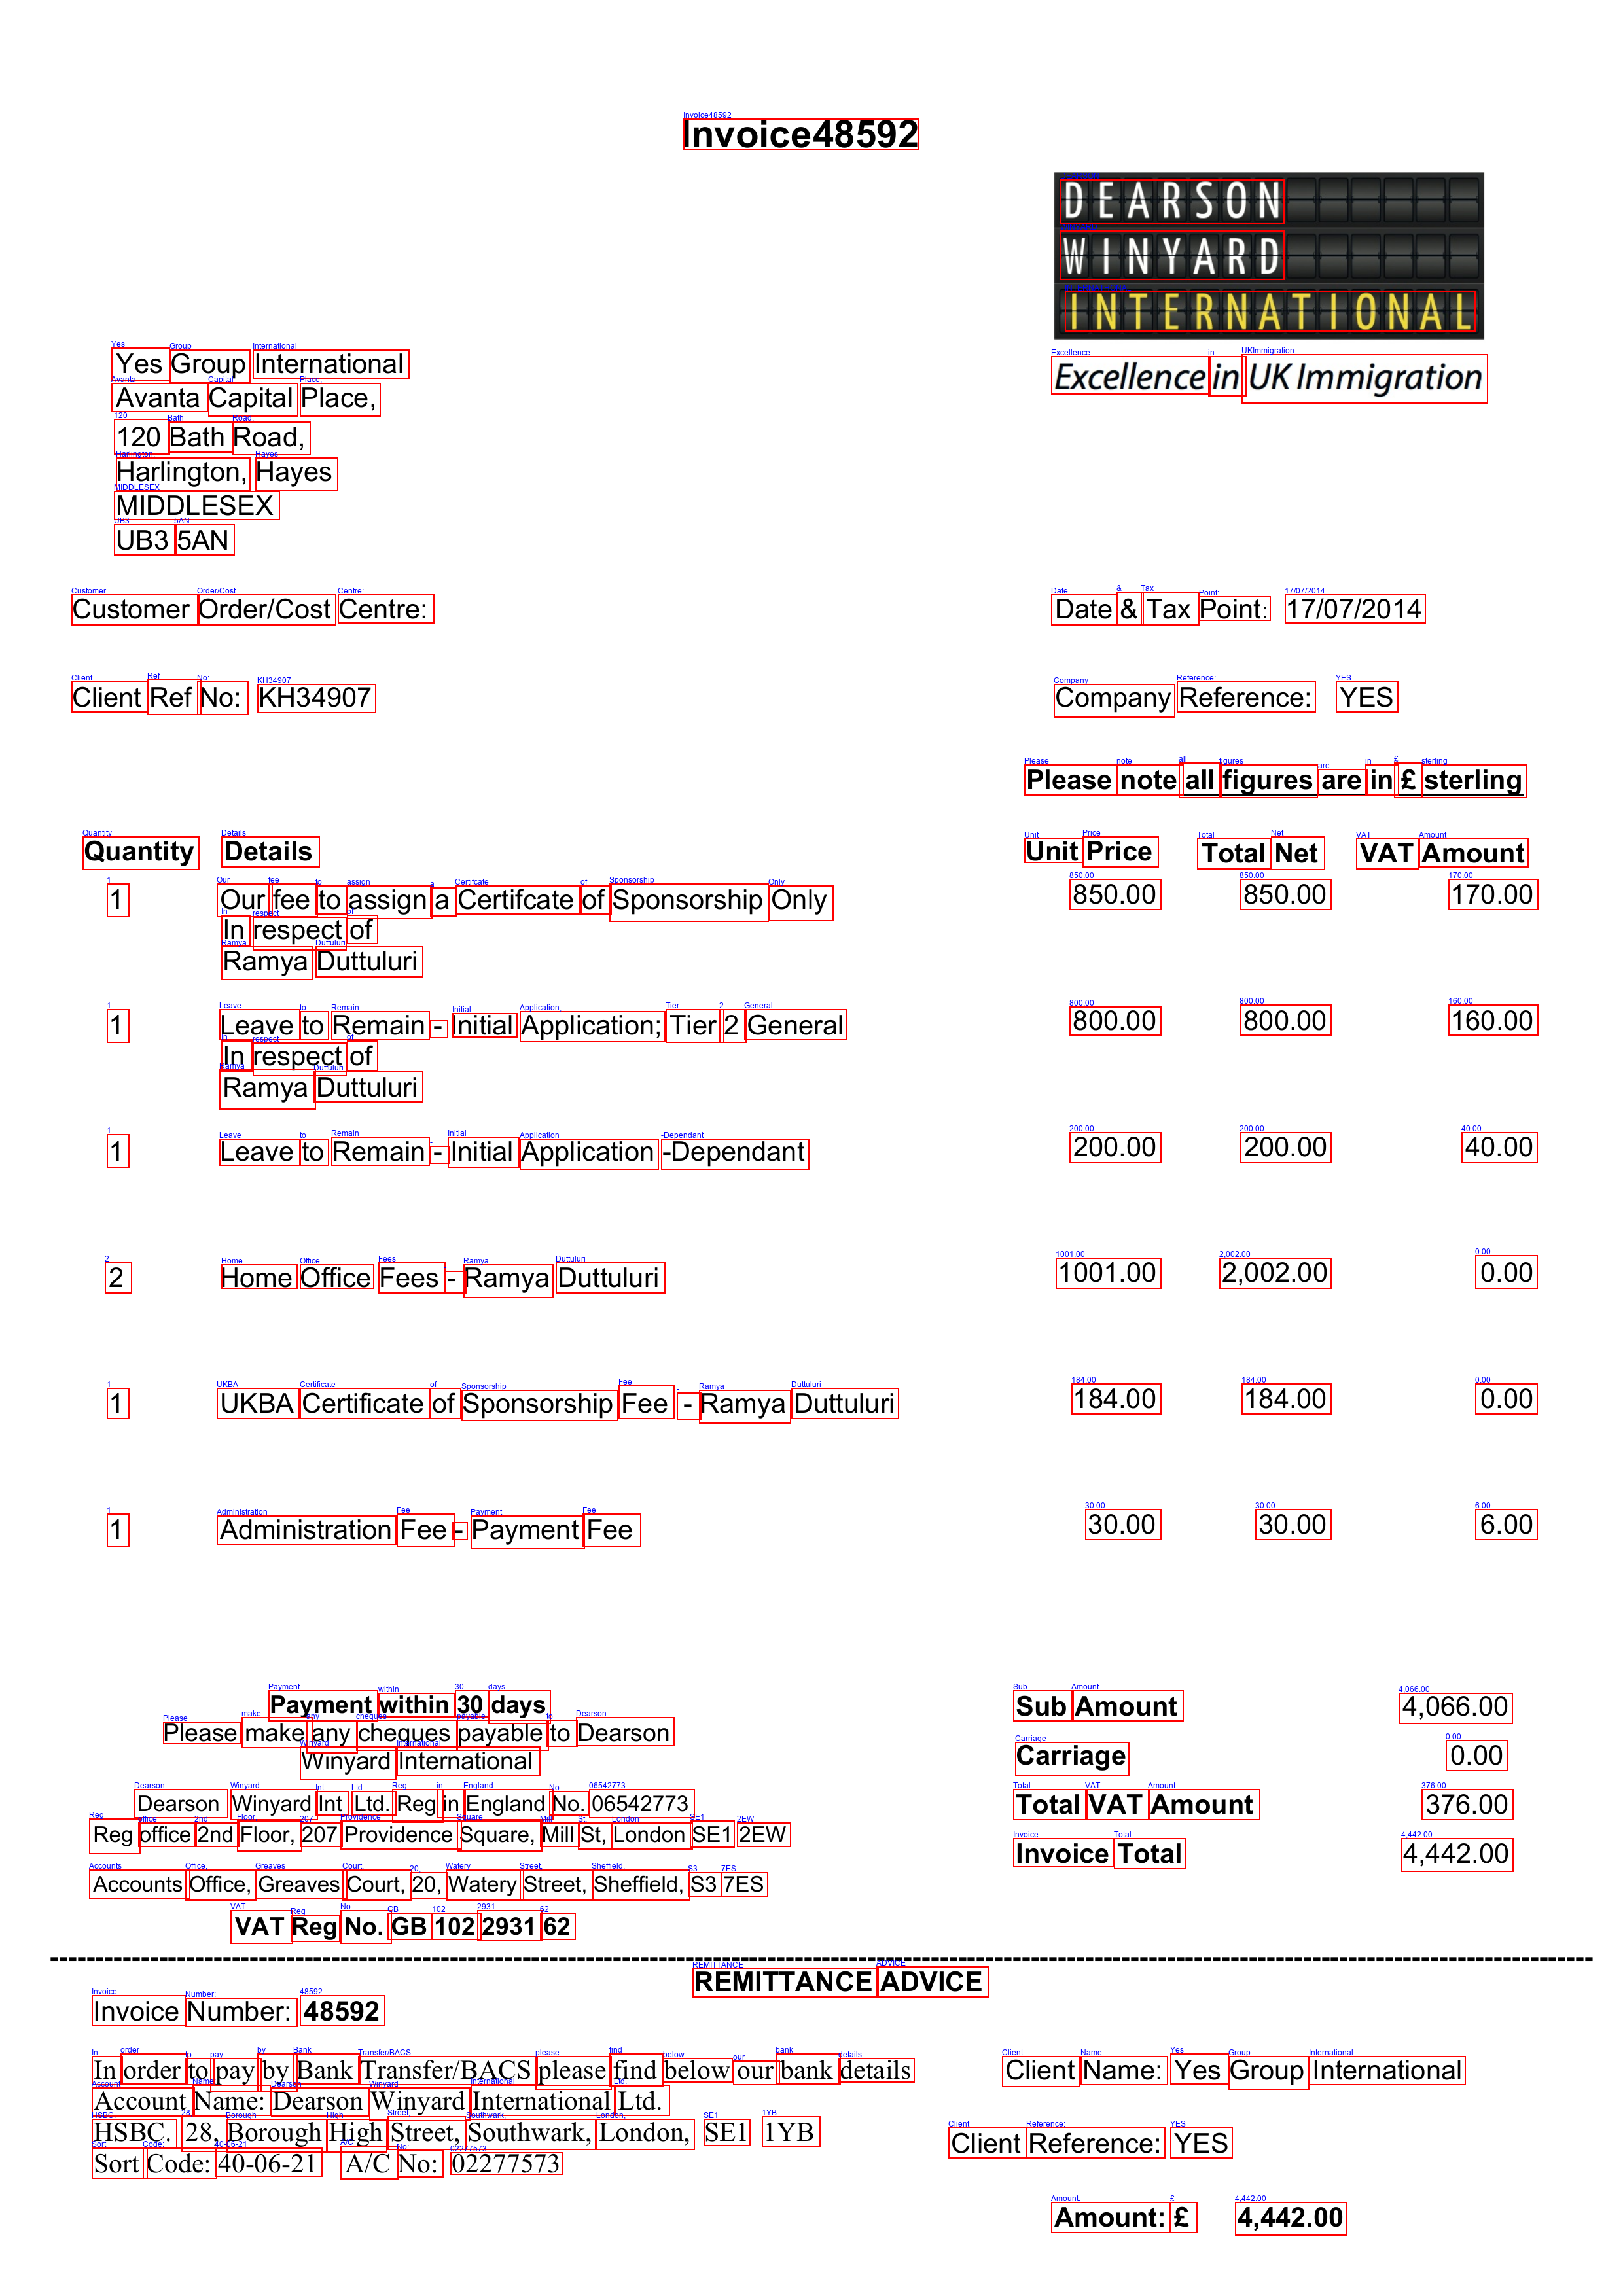 Invoice48592
DEARSON
WINYARD
INTERNATIONAL
Excellence in UK Immigration
Yes Group International
Avanta Capital Place,
120 Bath Road,
Harlington, Hayes
MIDDLESEX
UB3 5AN
Customer Order/Cost Centre:
Date & Tax Point: 17/07/2014
Client Ref No: KH34907
Company Reference: YES
Please note all figures are in £ sterling
Quantity Details Unit Price Total Net VAT Amount
1 Our fee to assign a Certifcate of Sponsorship Only 850.00 850.00 170.00
In respect of
Ramya Duttuluri
1 Leave to Remain - Initial Application; Tier 2 General 800.00 800.00 160.00
In respect of
Ramya Duttuluri
1 Leave to Remain - Initial Application -Dependant 200.00 200.00 40.00
2 Home Office Fees - Ramya Duttuluri 1001.00 2,002.00 0.00
1 UKBA Certificate of Sponsorship Fee - Ramya Duttuluri 184.00 184.00 0.00
1 Administration Fee - Payment Fee 30.00 30.00 6.00
Payment within 30 days
Please make any cheques payable to Dearson
Winyard International
Dearson Winyard Int Ltd. Reg in England No. 06542773
Reg office 2nd Floor, 207 Providence Square, Mill St, London SE1 2EW
Accounts Office, Greaves Court, 20, Watery Street, Sheffield, S3 7ES
VAT Reg No. GB 102 2931 62
Sub Amount 4,066.00
Carriage 0.00
Total VAT Amount 376.00
Invoice Total 4,442.00
REMITTANCE ADVICE
Invoice Number: 48592
In order to pay by Bank Transfer/BACS please find below our bank details
Account Name: Dearson Winyard International Ltd.
HSBC. 28, Borough High Street, Southwark, London, SE1 1YB
Sort Code: 40-06-21 A/C No: 02277573
Client Name: Yes Group International
Client Reference: YES
Amount: £ 4,442.00